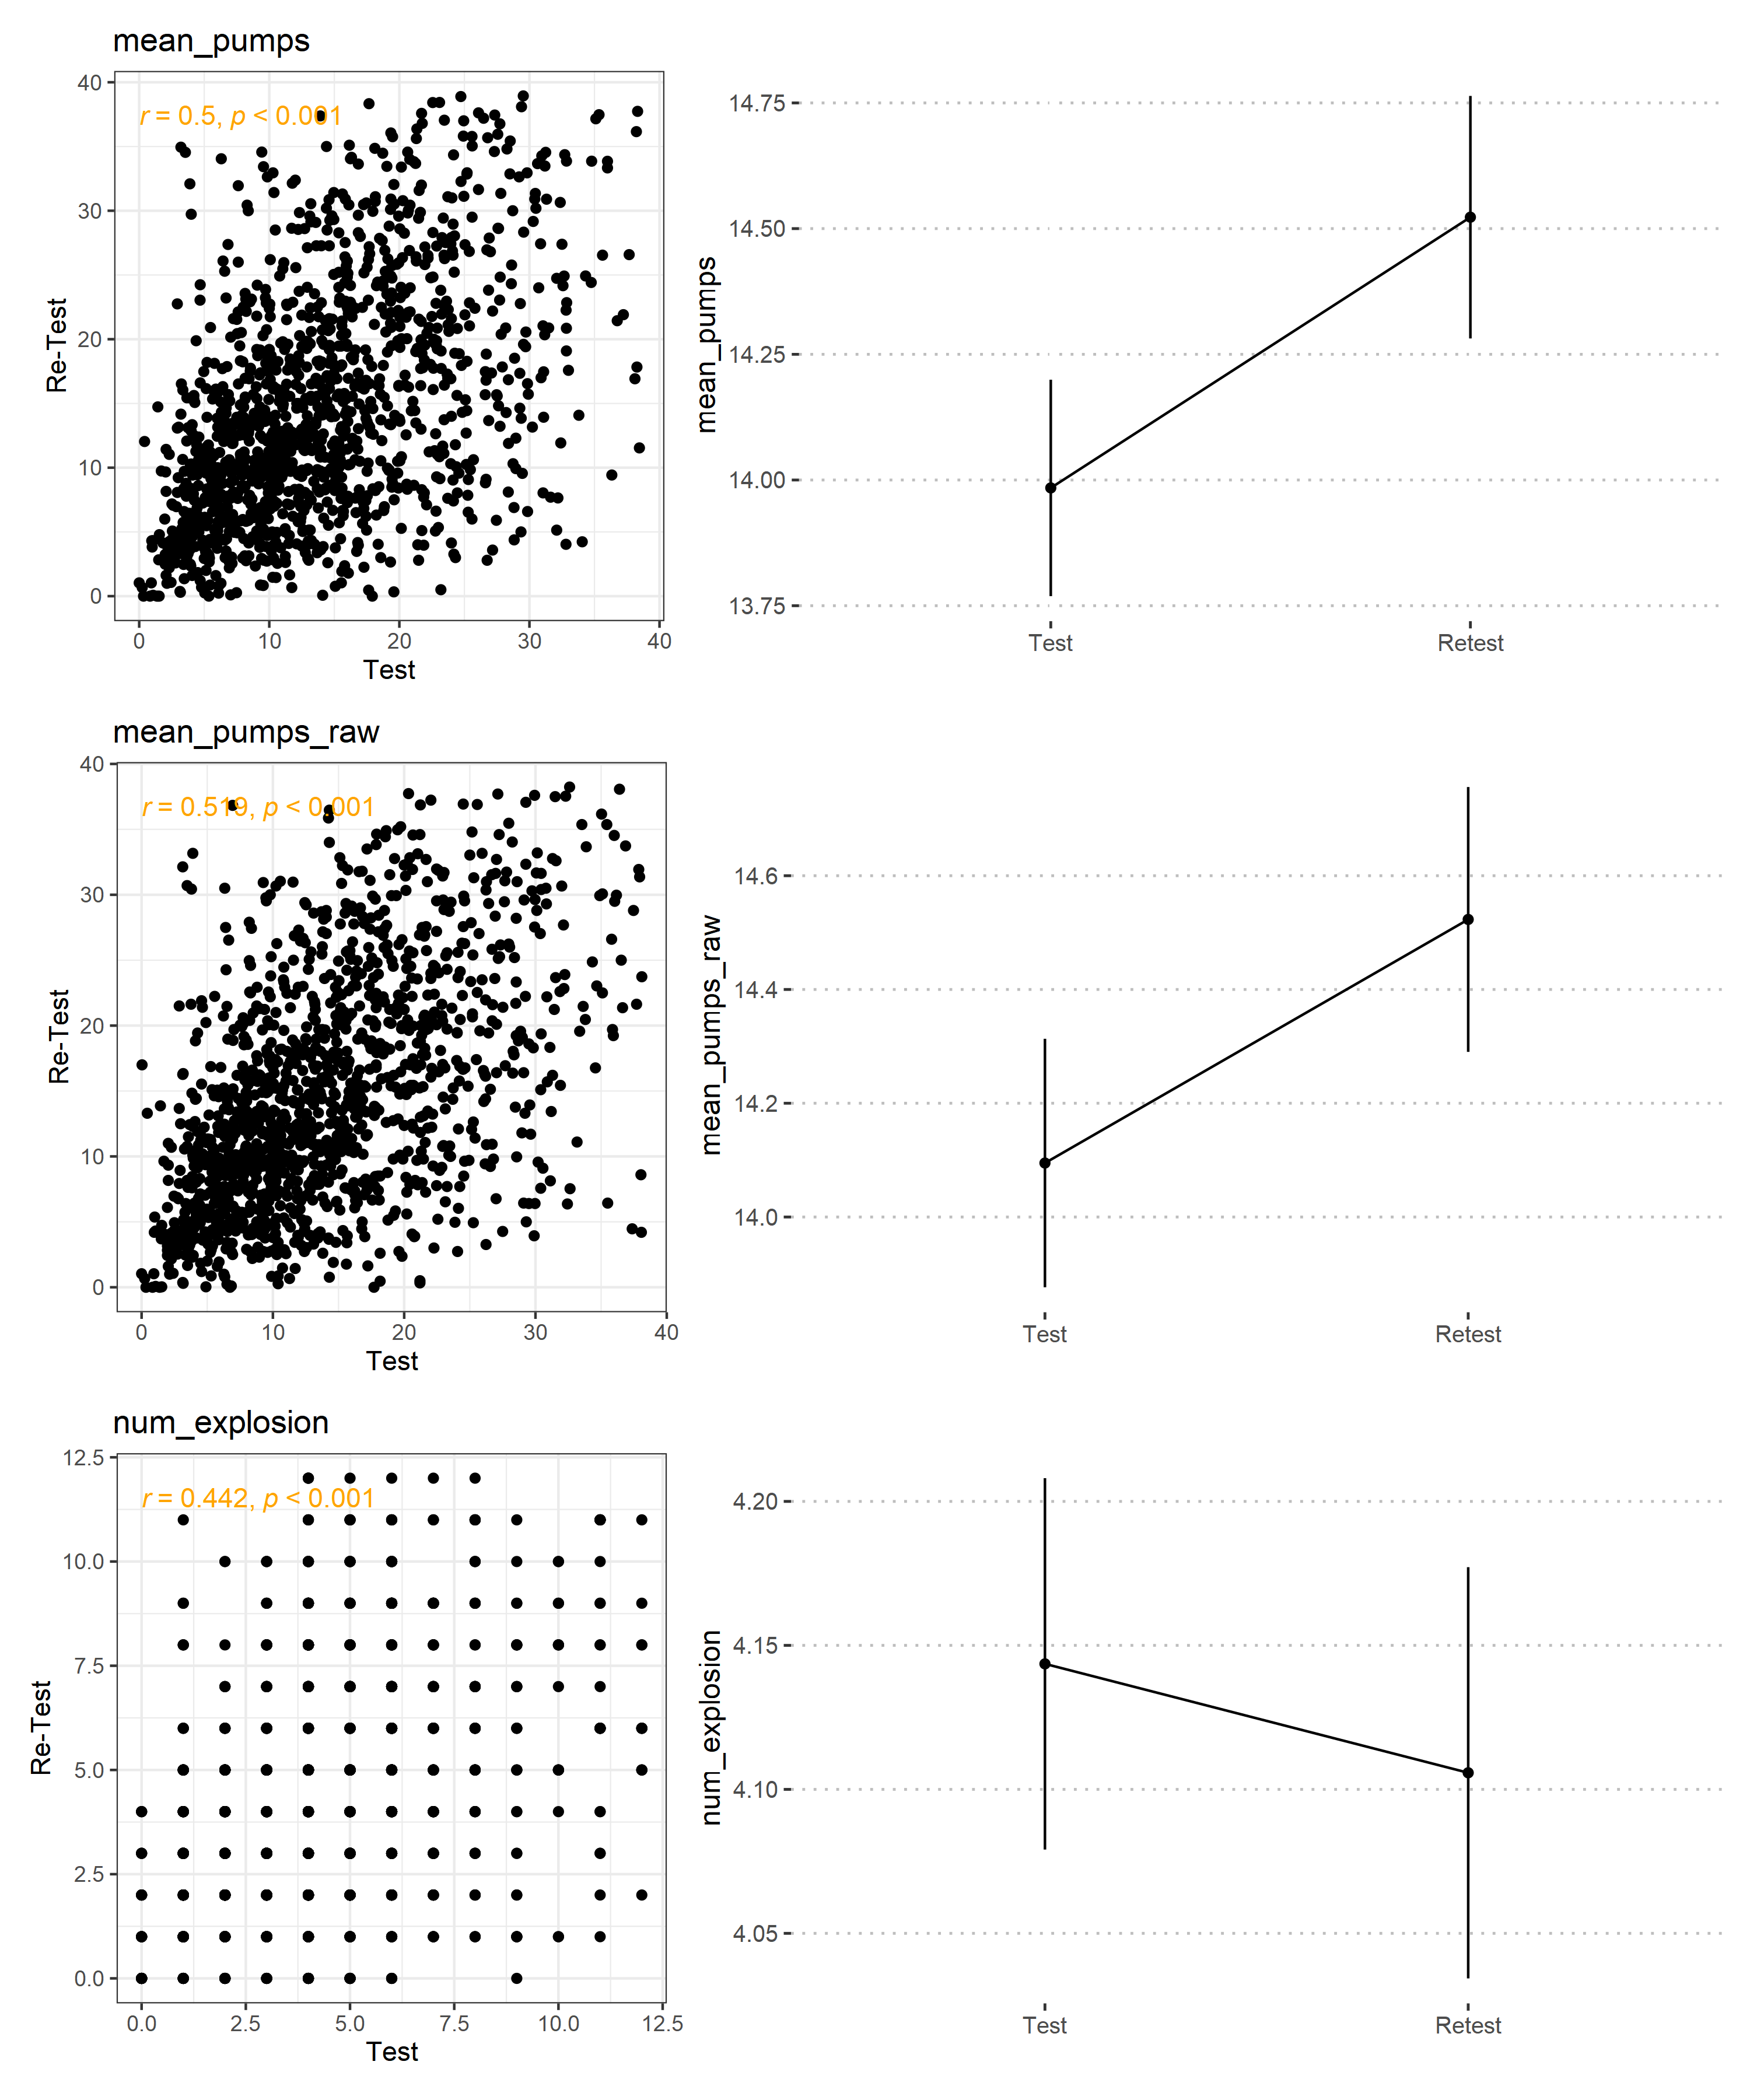 mean_pumps
40
30
20
10
0
Re-Test
r = 0.5, p < 0.001
0 10 20 30 40
Test
mean_pumps
14.75
14.50
14.25
14.00
13.75
Test Retest
mean_pumps_raw
40
30
20
10
0
Re-Test
r = 0.519, p < 0.001
0 10 20 30 40
Test
mean_pumps_raw
14.6
14.4
14.2
14.0
Test Retest
num_explosion
12.5
10.0
7.5
5.0
2.5
0.0
Re-Test
r = 0.442, p < 0.001
0.0 2.5 5.0 7.5 10.0 12.5
Test
num_explosion
4.20
4.15
4.10
4.05
Test Retest